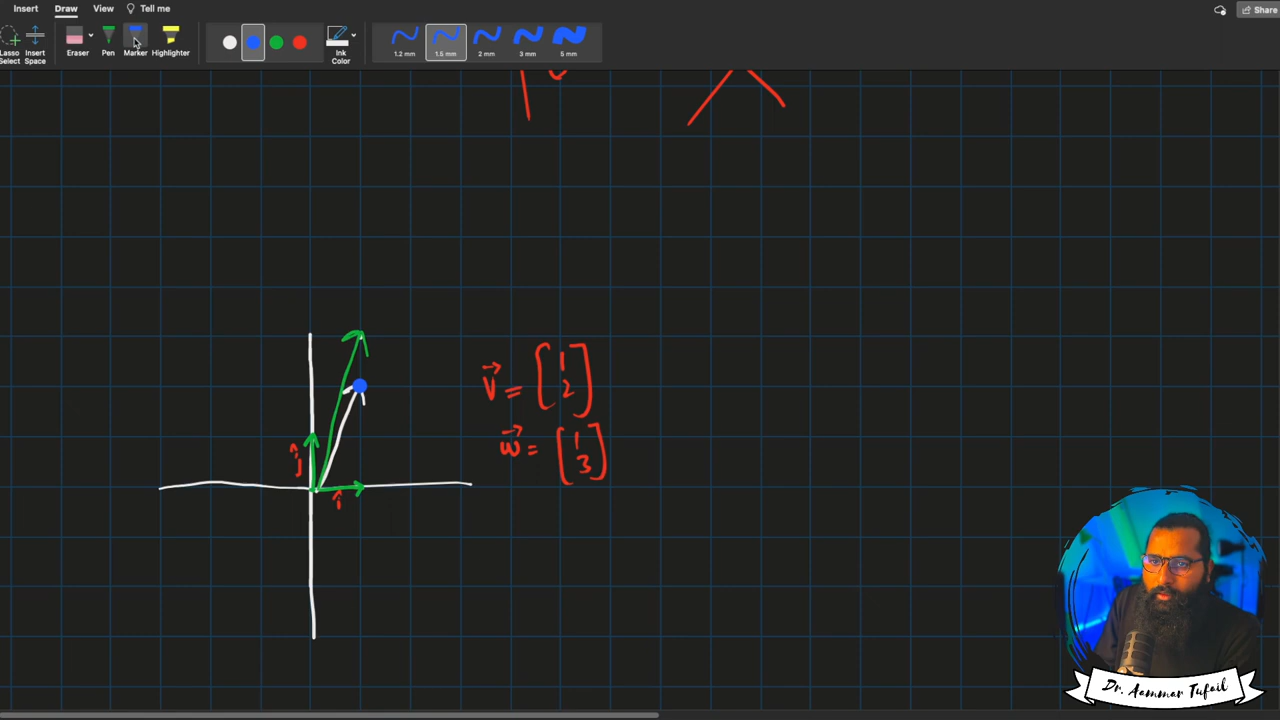 Insert Draw View Tell me
Share
Lasso Select
Insert Space
Eraser
Pen
Marker
Highlighter
Ink Color
1.2 mm
1.5 mm
2 mm
3 mm
5 mm
v⃗ = [1 2]
w⃗ = [1 3]
ĵ
î
Dr. Aammar Tufail